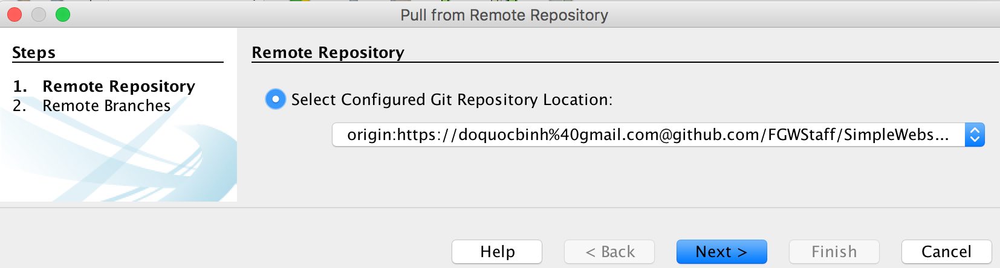 Pull from Remote Repository
Steps
1. Remote Repository
2. Remote Branches
Remote Repository
Select Configured Git Repository Location:
origin:https://doquocbinh%40gmail.com@github.com/FGWStaff/SimpleWebs...
Help
< Back
Next >
Finish
Cancel